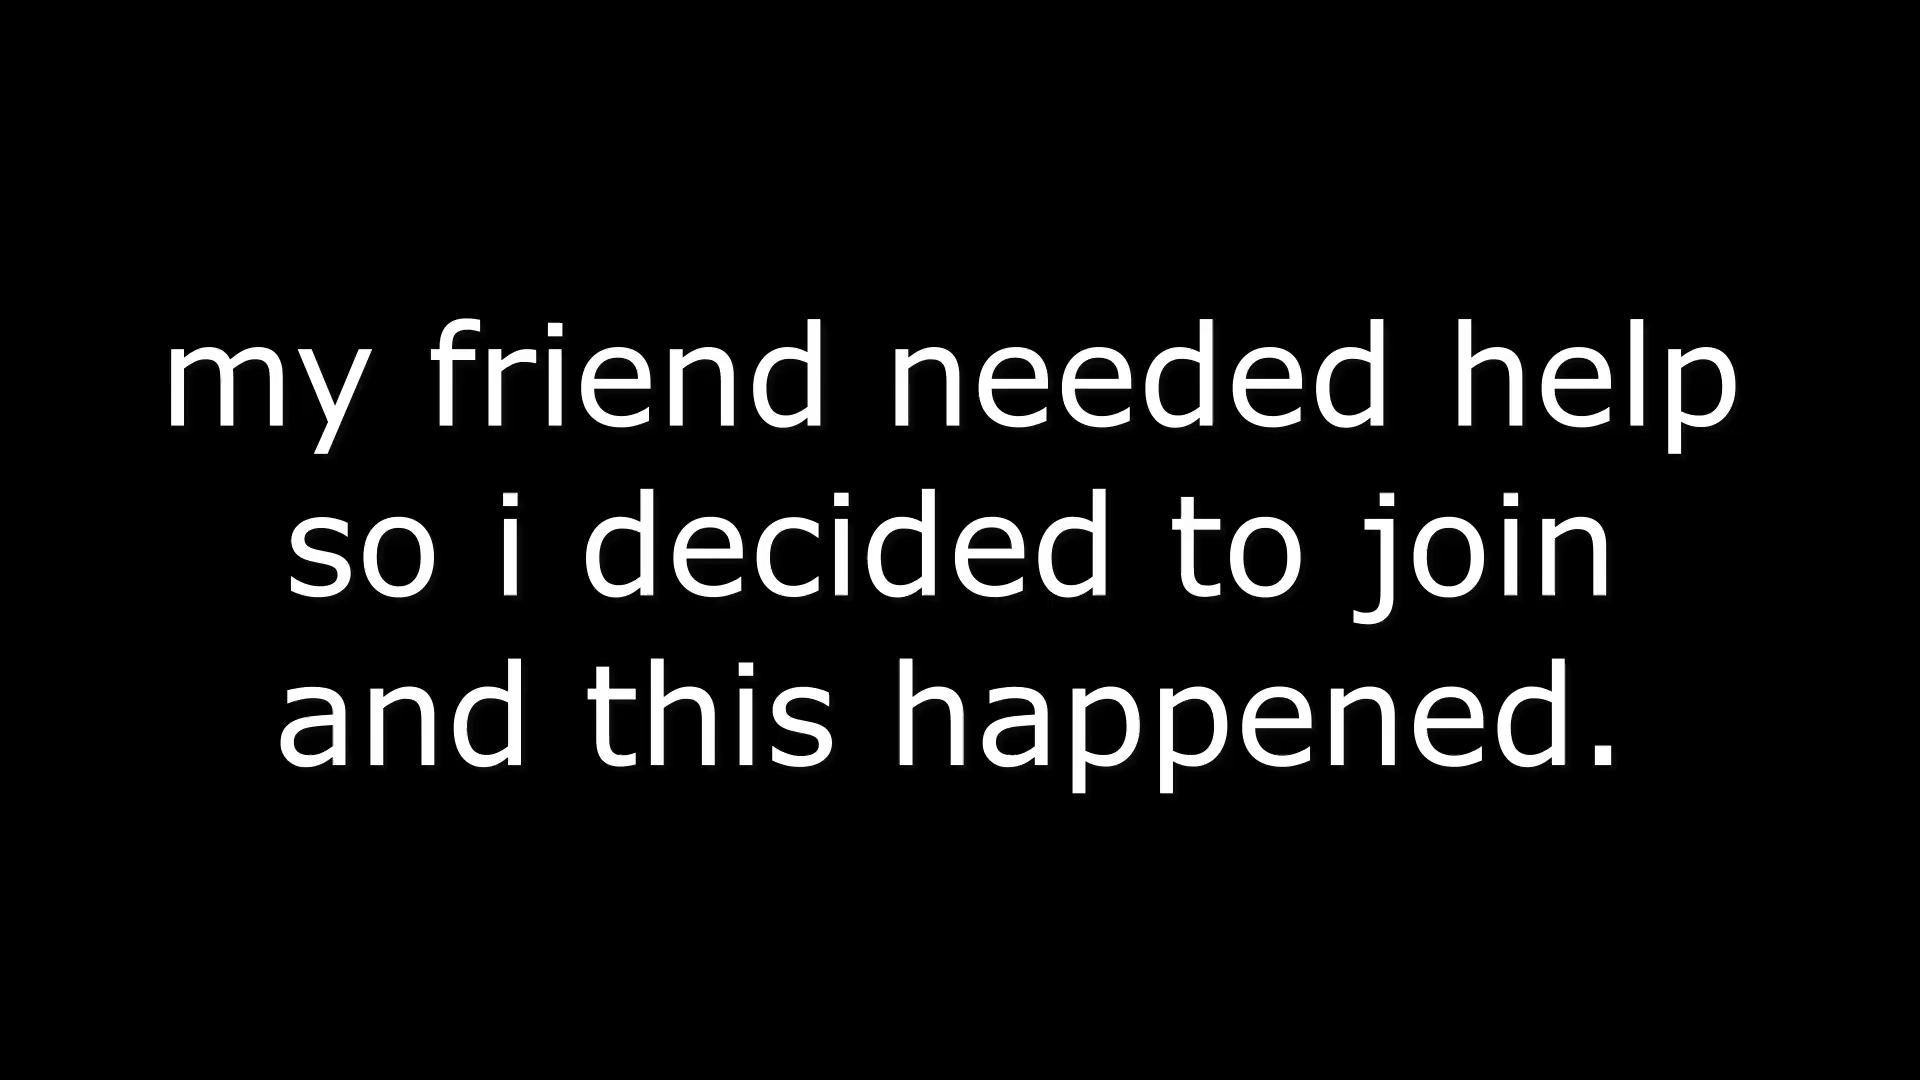 my friend needed help
so i decided to join
and this happened.